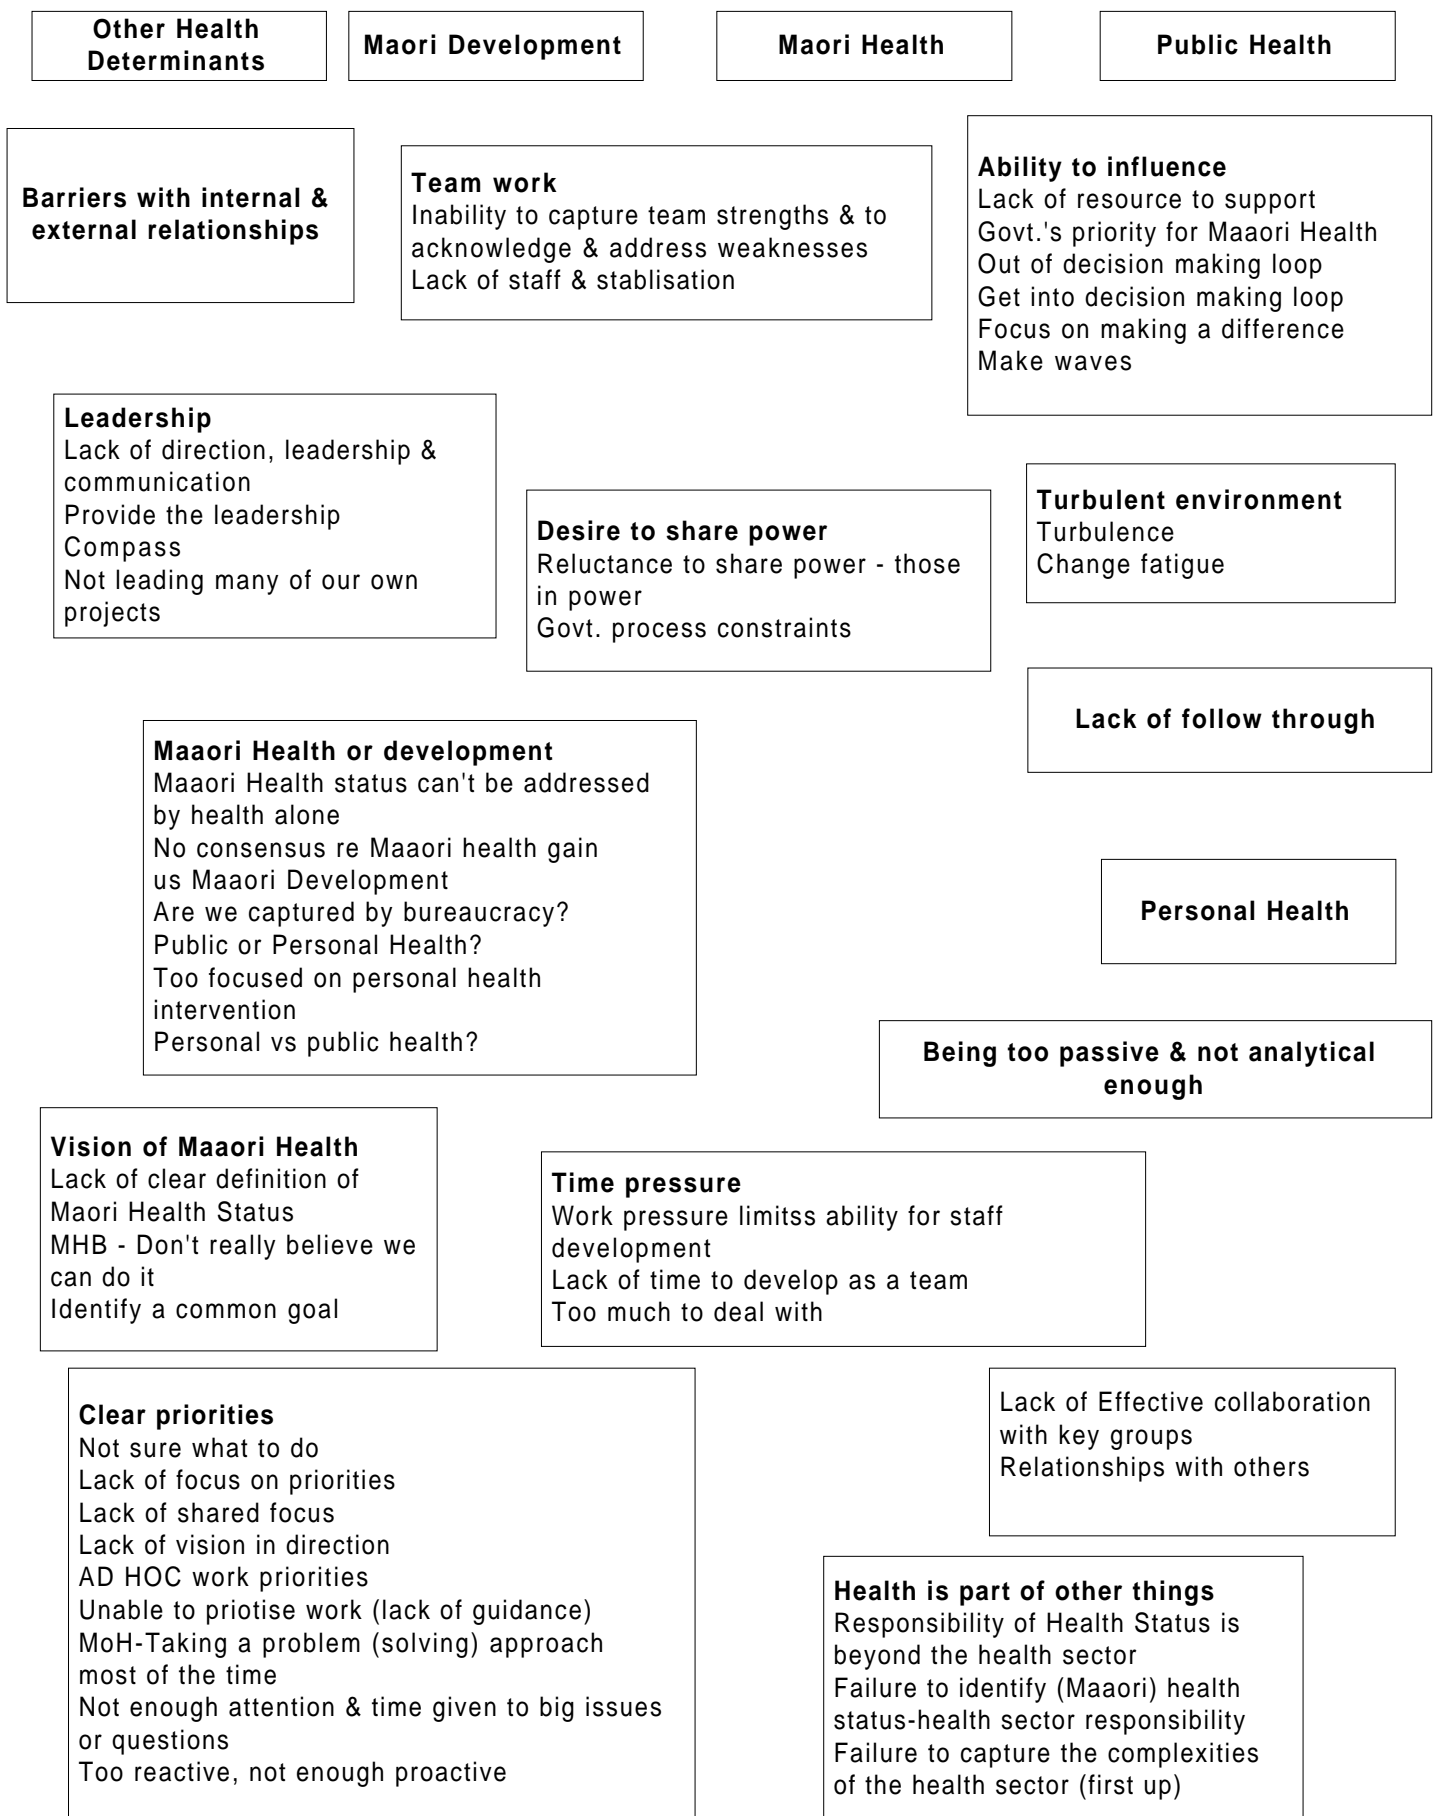 Other Health
Determinants
Maori Development
Maori Health
Public Health
Barriers with internal &
external relationships
Team work
Inability to capture team strengths & to
acknowledge & address weaknesses
Lack of staff & stablisation
Ability to influence
Lack of resource to support
Govt.'s priority for Maaori Health
Out of decision making loop
Get into decision making loop
Focus on making a difference
Make waves
Leadership
Lack of direction, leadership &
communication
Provide the leadership
Compass
Not leading many of our own
projects
Desire to share power
Reluctance to share power - those
in power
Govt. process constraints
Turbulent environment
Turbulence
Change fatigue
Lack of follow through
Maaori Health or development
Maaori Health status can't be addressed
by health alone
No consensus re Maaori health gain
us Maaori Development
Are we captured by bureaucracy?
Public or Personal Health?
Too focused on personal health
intervention
Personal vs public health?
Personal Health
Being too passive & not analytical
enough
Vision of Maaori Health
Lack of clear definition of
Maori Health Status
MHB - Don't really believe we
can do it
Identify a common goal
Time pressure
Work pressure limitss ability for staff
development
Lack of time to develop as a team
Too much to deal with
Clear priorities
Not sure what to do
Lack of focus on priorities
Lack of shared focus
Lack of vision in direction
AD HOC work priorities
Unable to priotise work (lack of guidance)
MoH-Taking a problem (solving) approach
most of the time
Not enough attention & time given to big issues
or questions
Too reactive, not enough proactive
Lack of Effective collaboration
with key groups
Relationships with others
Health is part of other things
Responsibility of Health Status is
beyond the health sector
Failure to identify (Maaori) health
status-health sector responsibility
Failure to capture the complexities
of the health sector (first up)